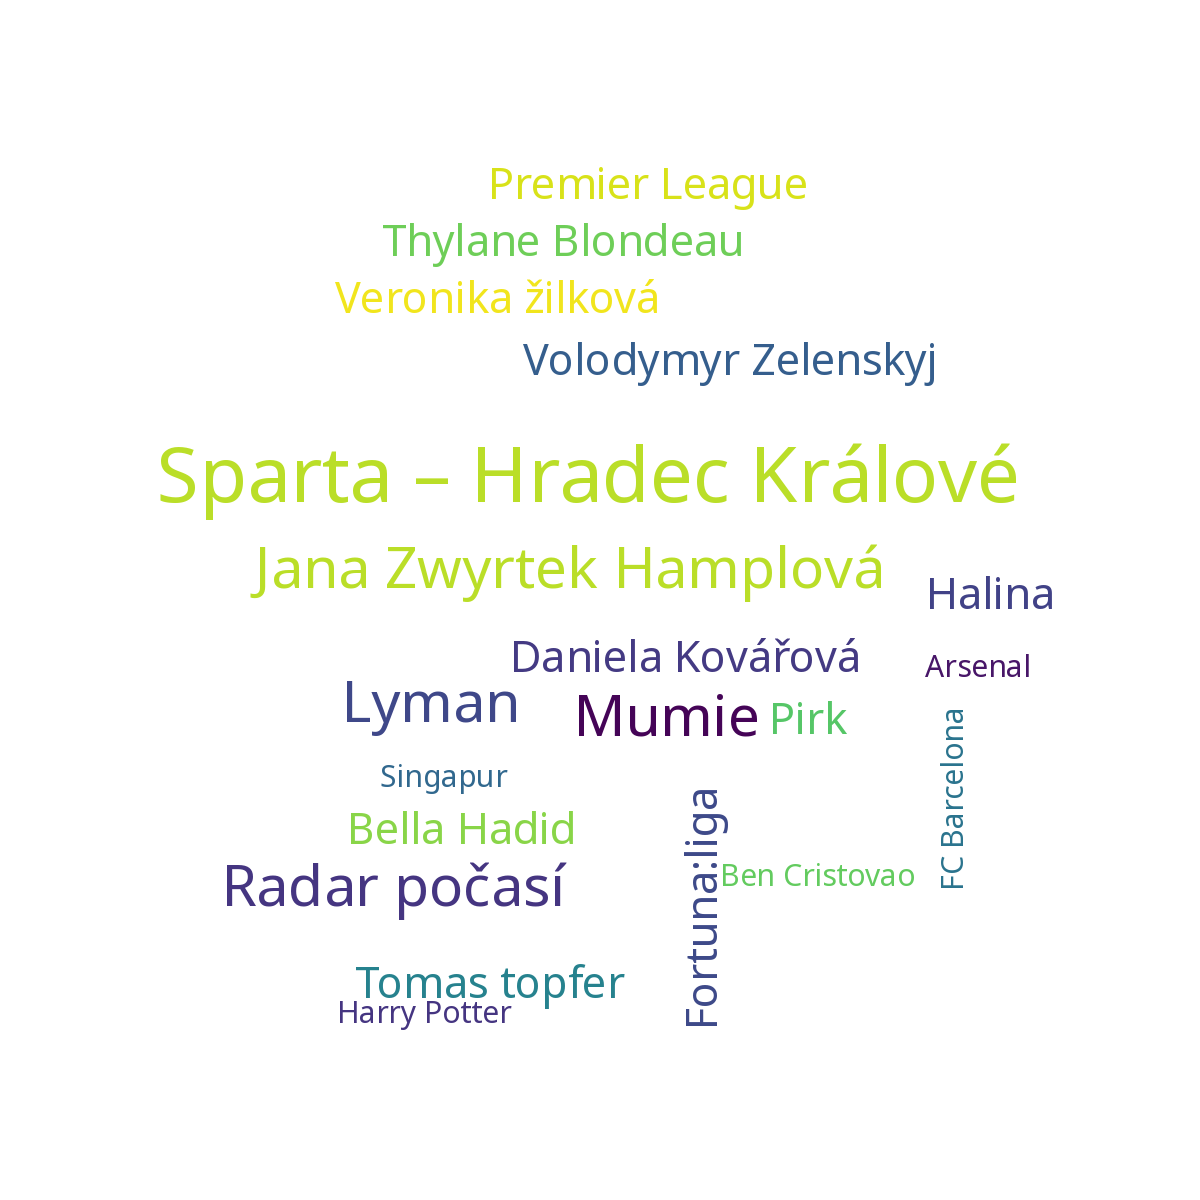 Premier League
Thylane Blondeau
Veronika žilková
Volodymyr Zelenskyj
Sparta – Hradec Králové
Jana Zwyrtek Hamplová
Halina
Daniela Kovářová
Arsenal
Lyman
Mumie
Pirk
FC Barcelona
Singapur
Bella Hadid
Fortuna:liga
Ben Cristovao
Radar počasí
Tomas topfer
Harry Potter